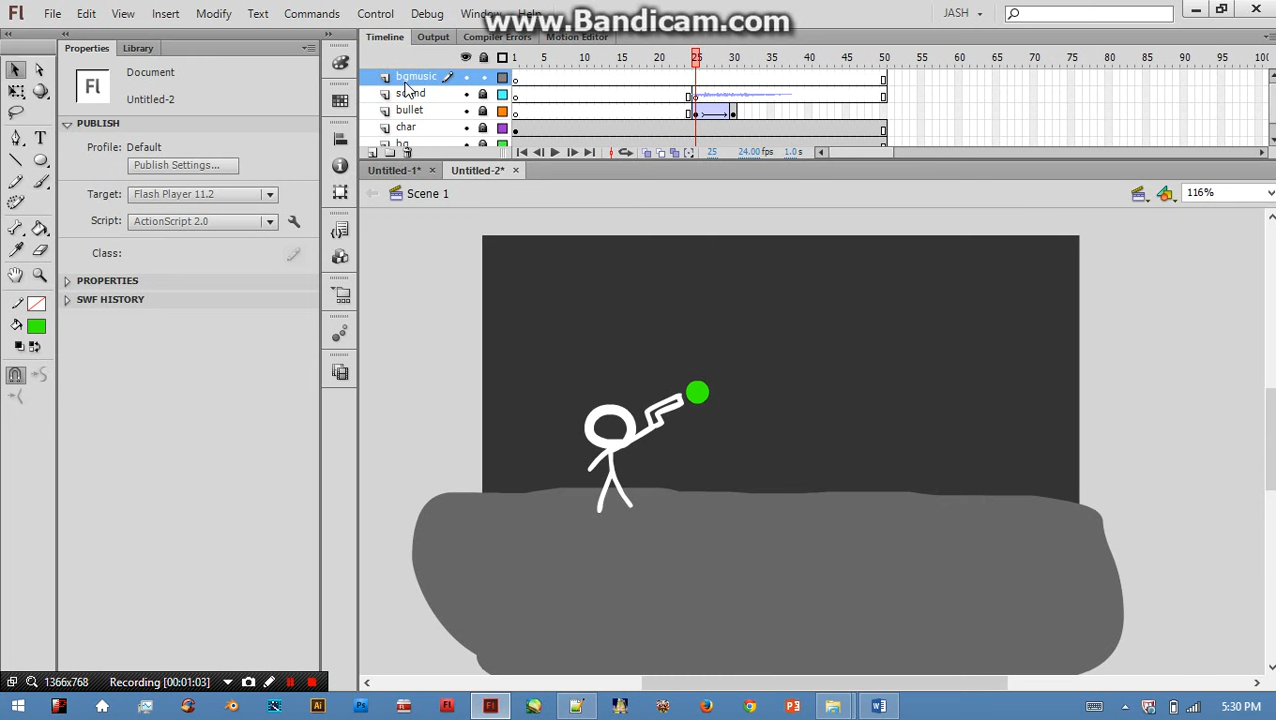 www.Bandicam.com
Fl File Edit View Insert Modify Text Commands Control Debug Window Help JASH
Properties Library
Timeline Output Compiler Errors Motion Editor
Fl Document
Untitled-2
PUBLISH
Profile: Default
Publish Settings...
Target: Flash Player 11.2
Script: ActionScript 2.0
Class:
PROPERTIES
SWF HISTORY
1 5 10 15 20 25 30 35 40 45 50 55 60 65 70 75 80 85 90 95
bgmusic
sound
bullet
char
bg
25 24.00 fps 1.0 s
Untitled-1* Untitled-2*
Scene 1 116%
1366x768 Recording [00:01:03]
5:30 PM